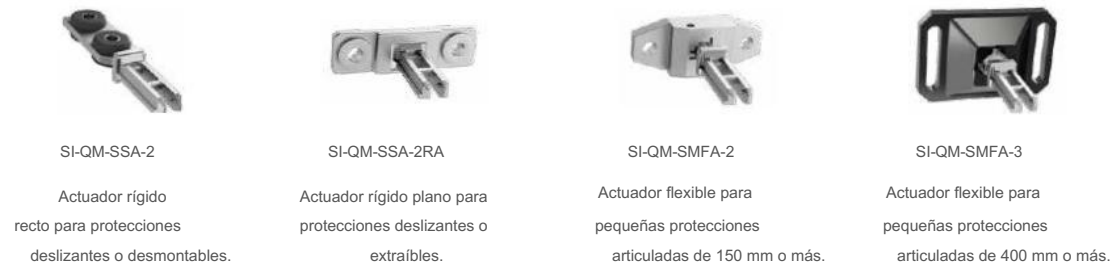 SI-QM-SSA-2
Actuador rígido
recto para protecciones
deslizantes o desmontables.
SI-QM-SSA-2RA
Actuador rígido plano para
protecciones deslizantes o
extraíbles.
SI-QM-SMFA-2
Actuador flexible para
pequeñas protecciones
articuladas de 150 mm o más.
SI-QM-SMFA-3
Actuador flexible para
pequeñas protecciones
articuladas de 400 mm o más.